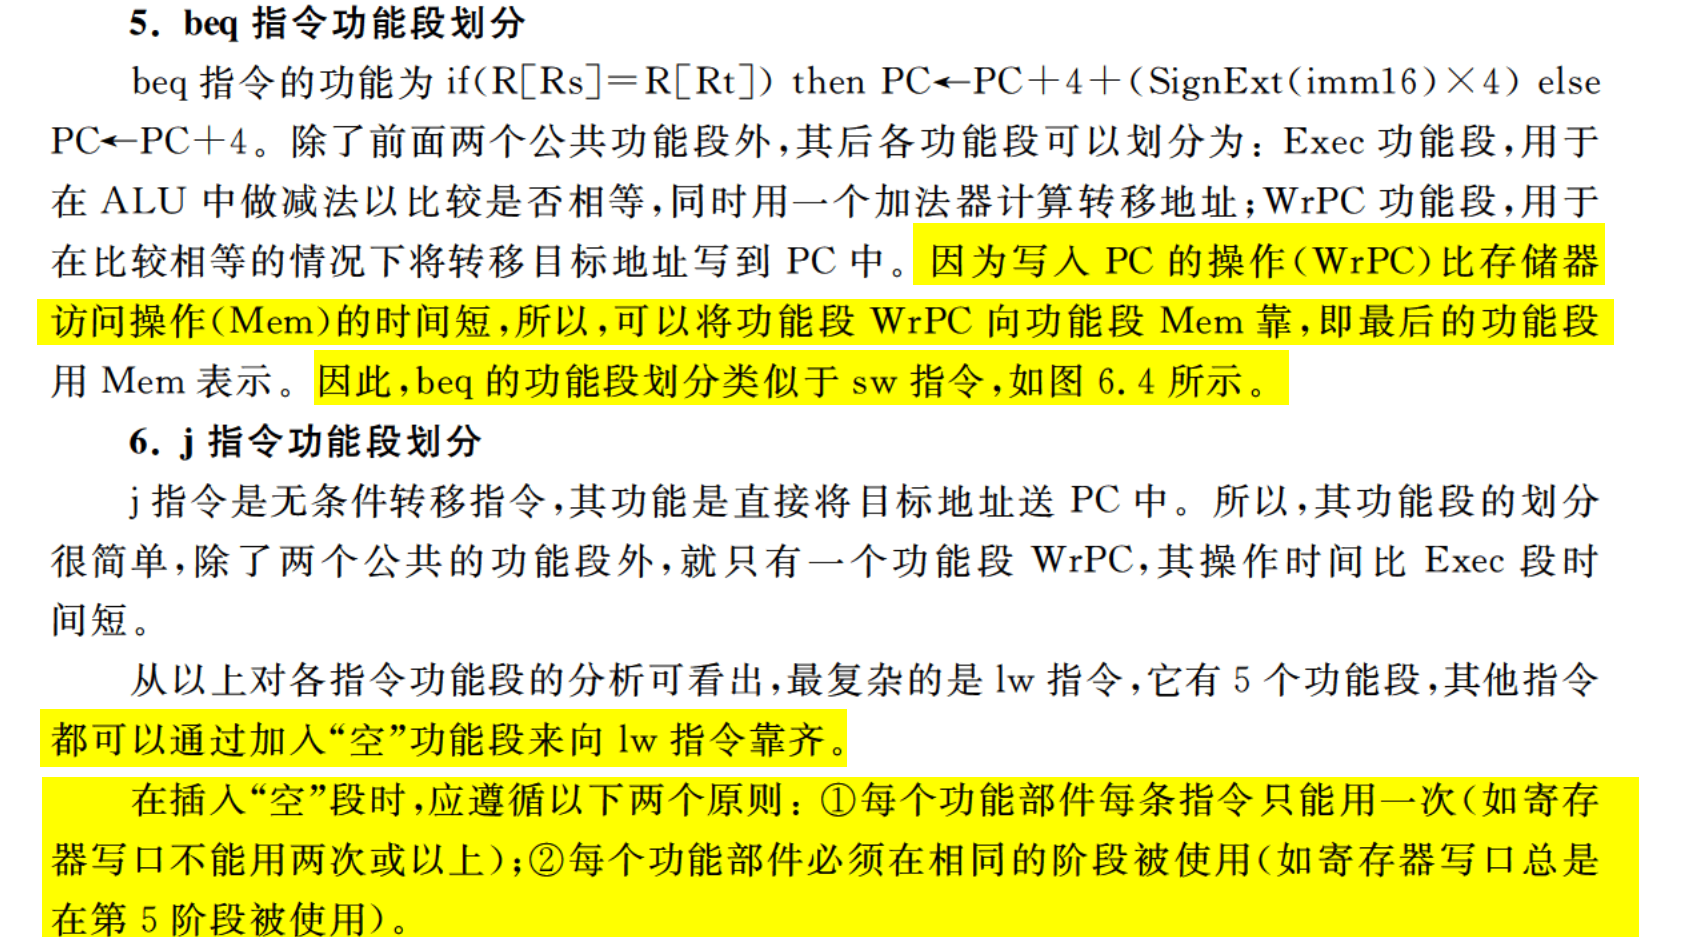 5. beq 指令功能段划分
beq 指令的功能为 if(R[Rs]=R[Rt]) then PC←PC+4+(SignExt(imm16)×4) else
PC←PC+4。除了前面两个公共功能段外,其后各功能段可以划分为: Exec 功能段,用于
在 ALU 中做减法以比较是否相等,同时用一个加法器计算转移地址;WrPC 功能段,用于
在比较相等的情况下将转移目标地址写到 PC 中。因为写入 PC 的操作(WrPC)比存储器
访问操作(Mem)的时间短,所以,可以将功能段 WrPC 向功能段 Mem 靠,即最后的功能段
用 Mem 表示。因此,beq 的功能段划分类似于 sw 指令,如图 6.4 所示。
6. j 指令功能段划分
j 指令是无条件转移指令,其功能是直接将目标地址送 PC 中。所以,其功能段的划分
很简单,除了两个公共的功能段外,就只有一个功能段 WrPC,其操作时间比 Exec 段时
间短。
从以上对各指令功能段的分析可看出,最复杂的是 lw 指令,它有 5 个功能段,其他指令
都可以通过加入“空”功能段来向 lw 指令靠齐。
在插入“空”段时,应遵循以下两个原则: ①每个功能部件每条指令只能用一次(如寄存
器写口不能用两次或以上);②每个功能部件必须在相同的阶段被使用(如寄存器写口总是
在第 5 阶段被使用)。